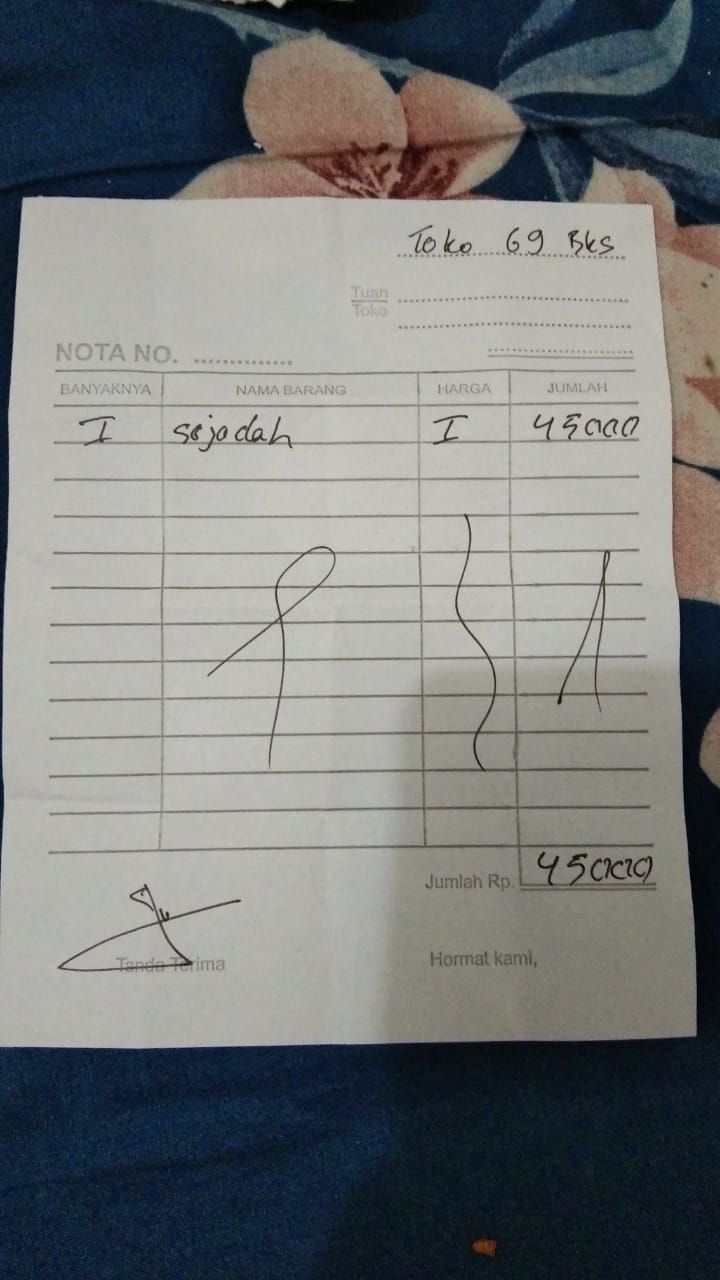 Toko 69 Bks
Tuan
Toko
NOTA NO. ...............
BANYAKNYA NAMA BARANG HARGA JUMLAH
I sejadah I 45000
Jumlah Rp. 45000
Tanda Terima Hormat kami,